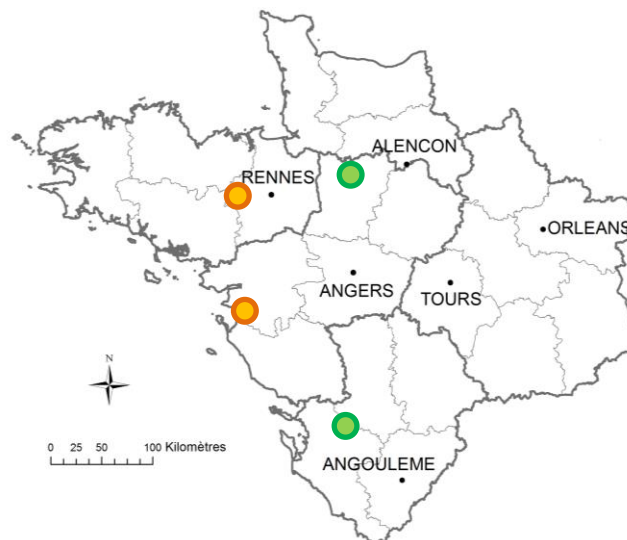 ALENCON
RENNES
ORLEANS
ANGERS
TOURS
N
0 25 50 100 Kilomètres
ANGOULEME